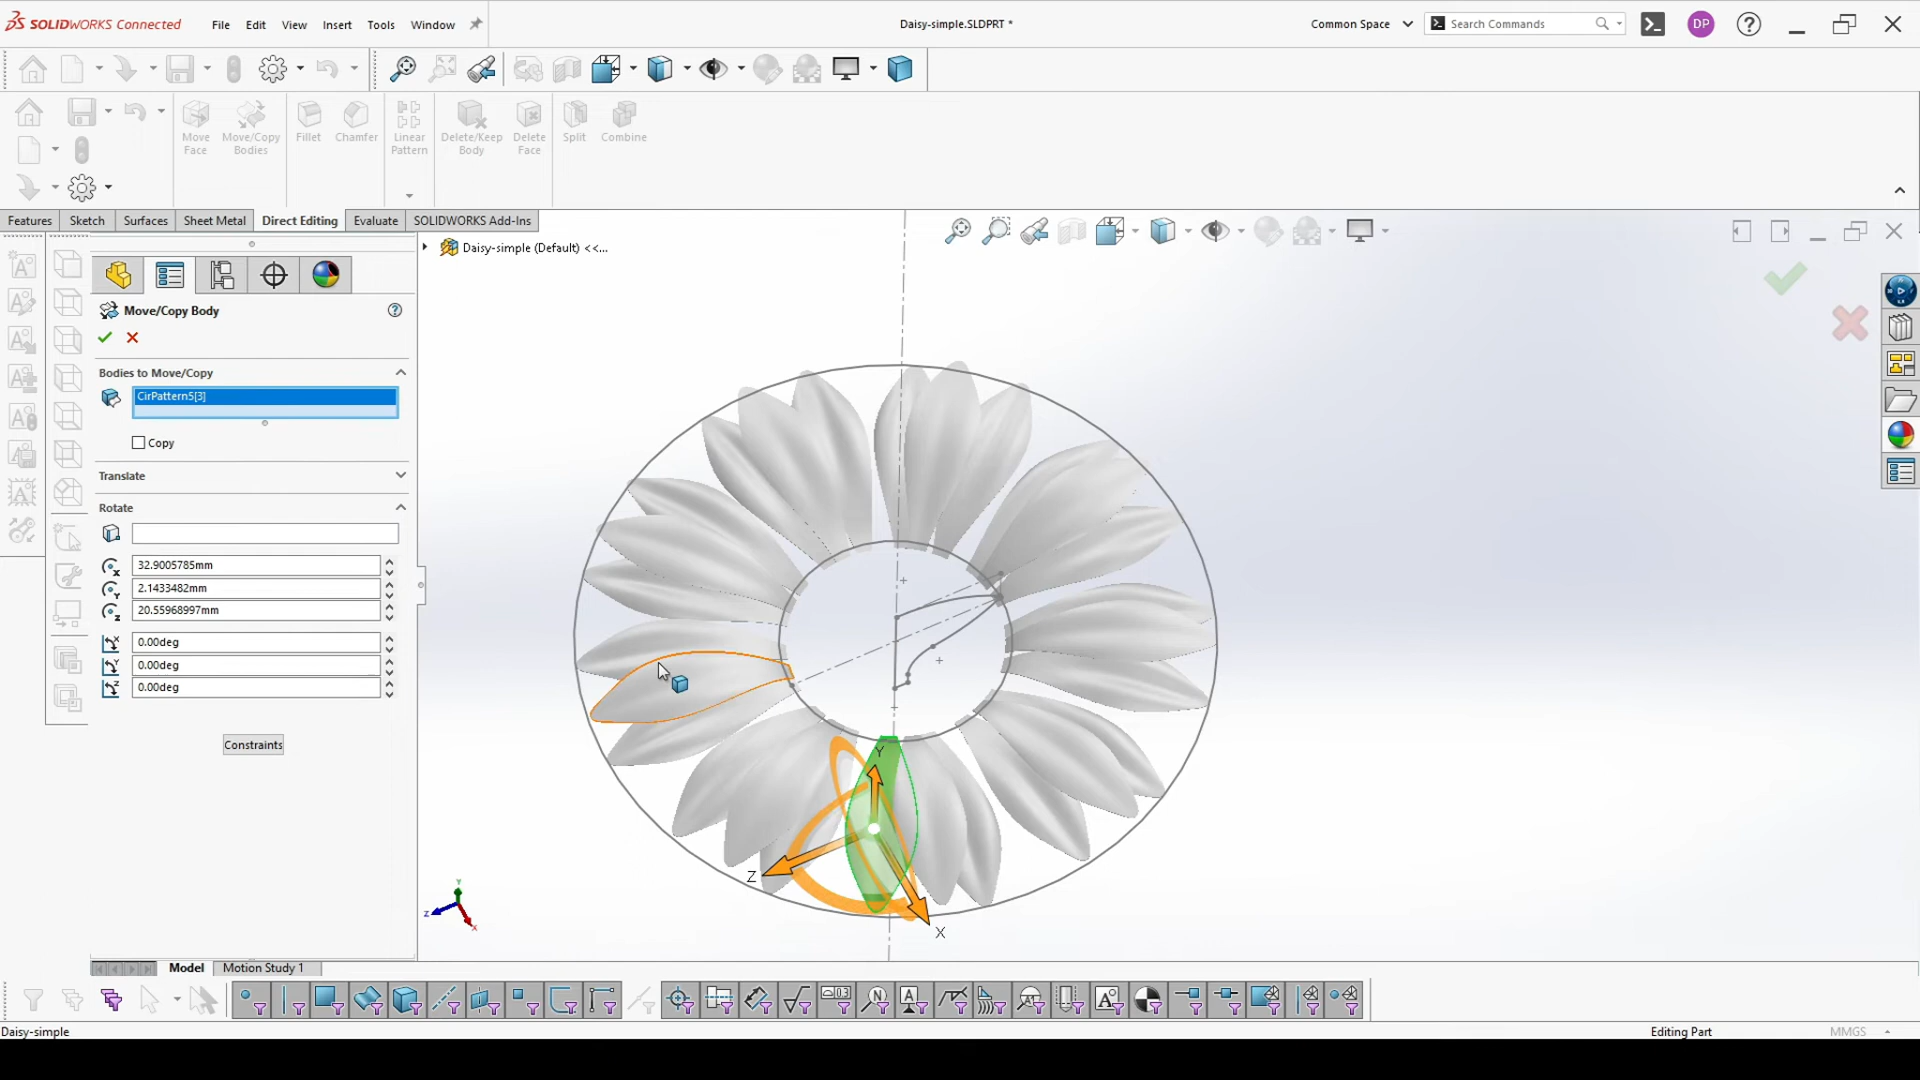 SOLIDWORKS Connected
File
Edit
View
Insert
Tools
Window
Daisy-simple.SLDPRT *
Common Space
Search Commands
DP
Move Face
Move/Copy Bodies
Fillet
Chamfer
Linear Pattern
Delete/Keep Body
Delete Face
Split
Combine
Features
Sketch
Surfaces
Sheet Metal
Direct Editing
Evaluate
SOLIDWORKS Add-Ins
Daisy-simple (Default) <<...
Move/Copy Body
Bodies to Move/Copy
CirPattern5[3]
Copy
Translate
Rotate
32.9005785mm
2.1433482mm
20.55968997mm
0.00deg
0.00deg
0.00deg
Constraints
Y
Z
X
Y
Z
X
Model
Motion Study 1
Daisy-simple
Editing Part
MMGS